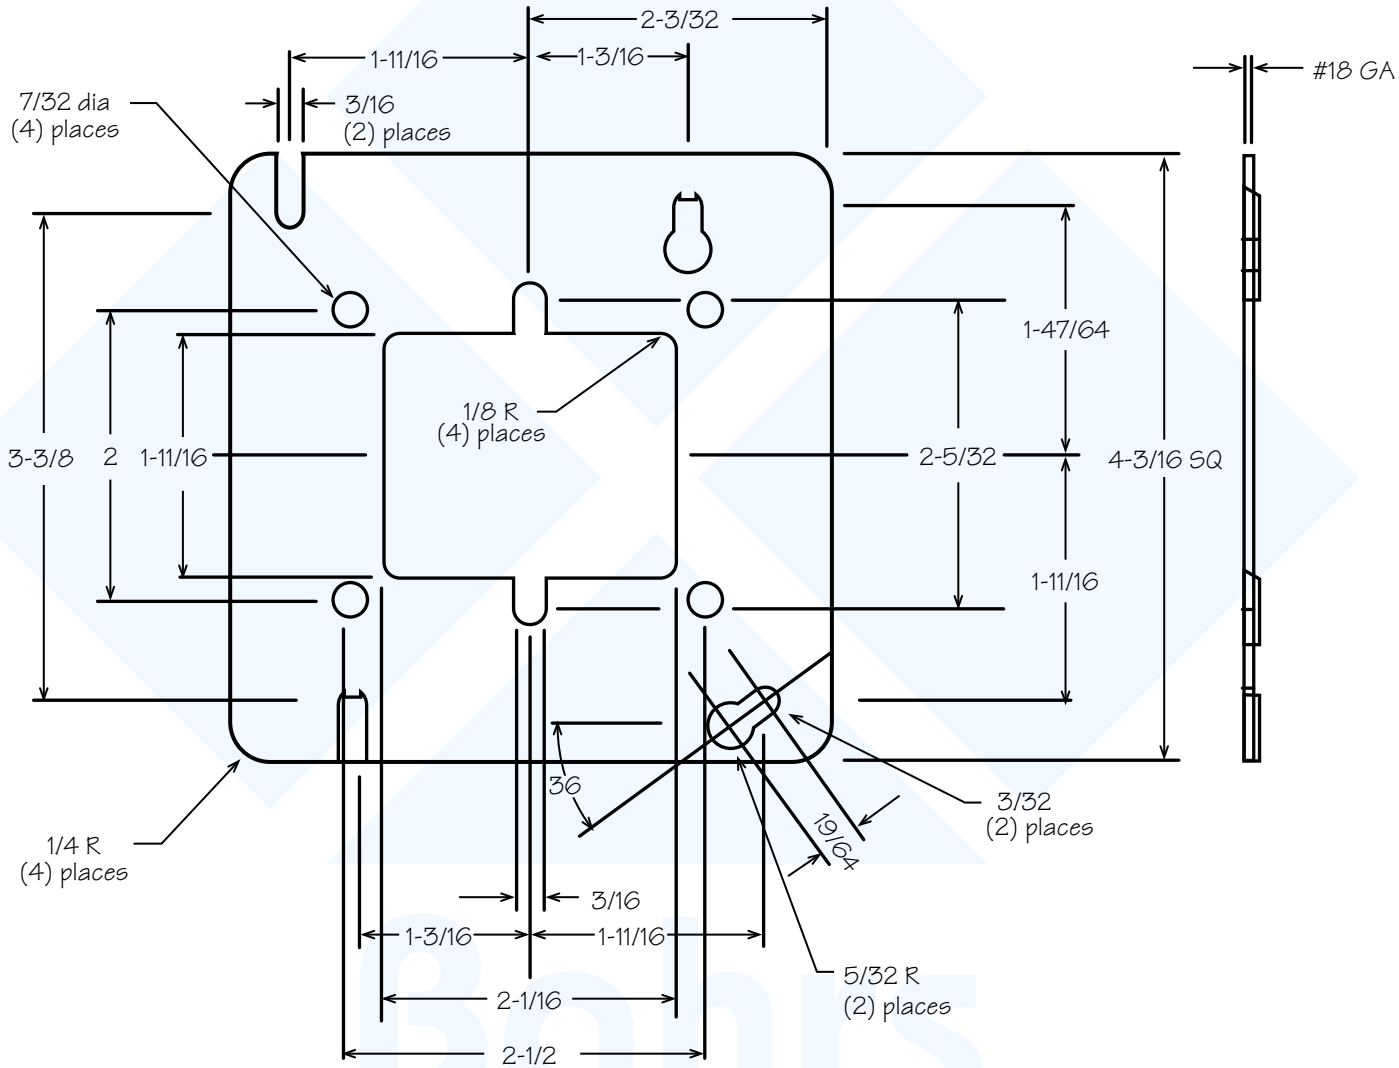 2-3/32
1-11/16
1-3/16
#18 GA
7/32 dia
(4) places
3/16
(2) places
1-47/64
1/8 R
(4) places
3-3/8
2
1-11/16
2-5/32
4-3/16 SQ
1-11/16
36
19/64
3/32
(2) places
1/4 R
(4) places
3/16
1-3/16
1-11/16
5/32 R
(2) places
2-1/16
2-1/2
Bohrs